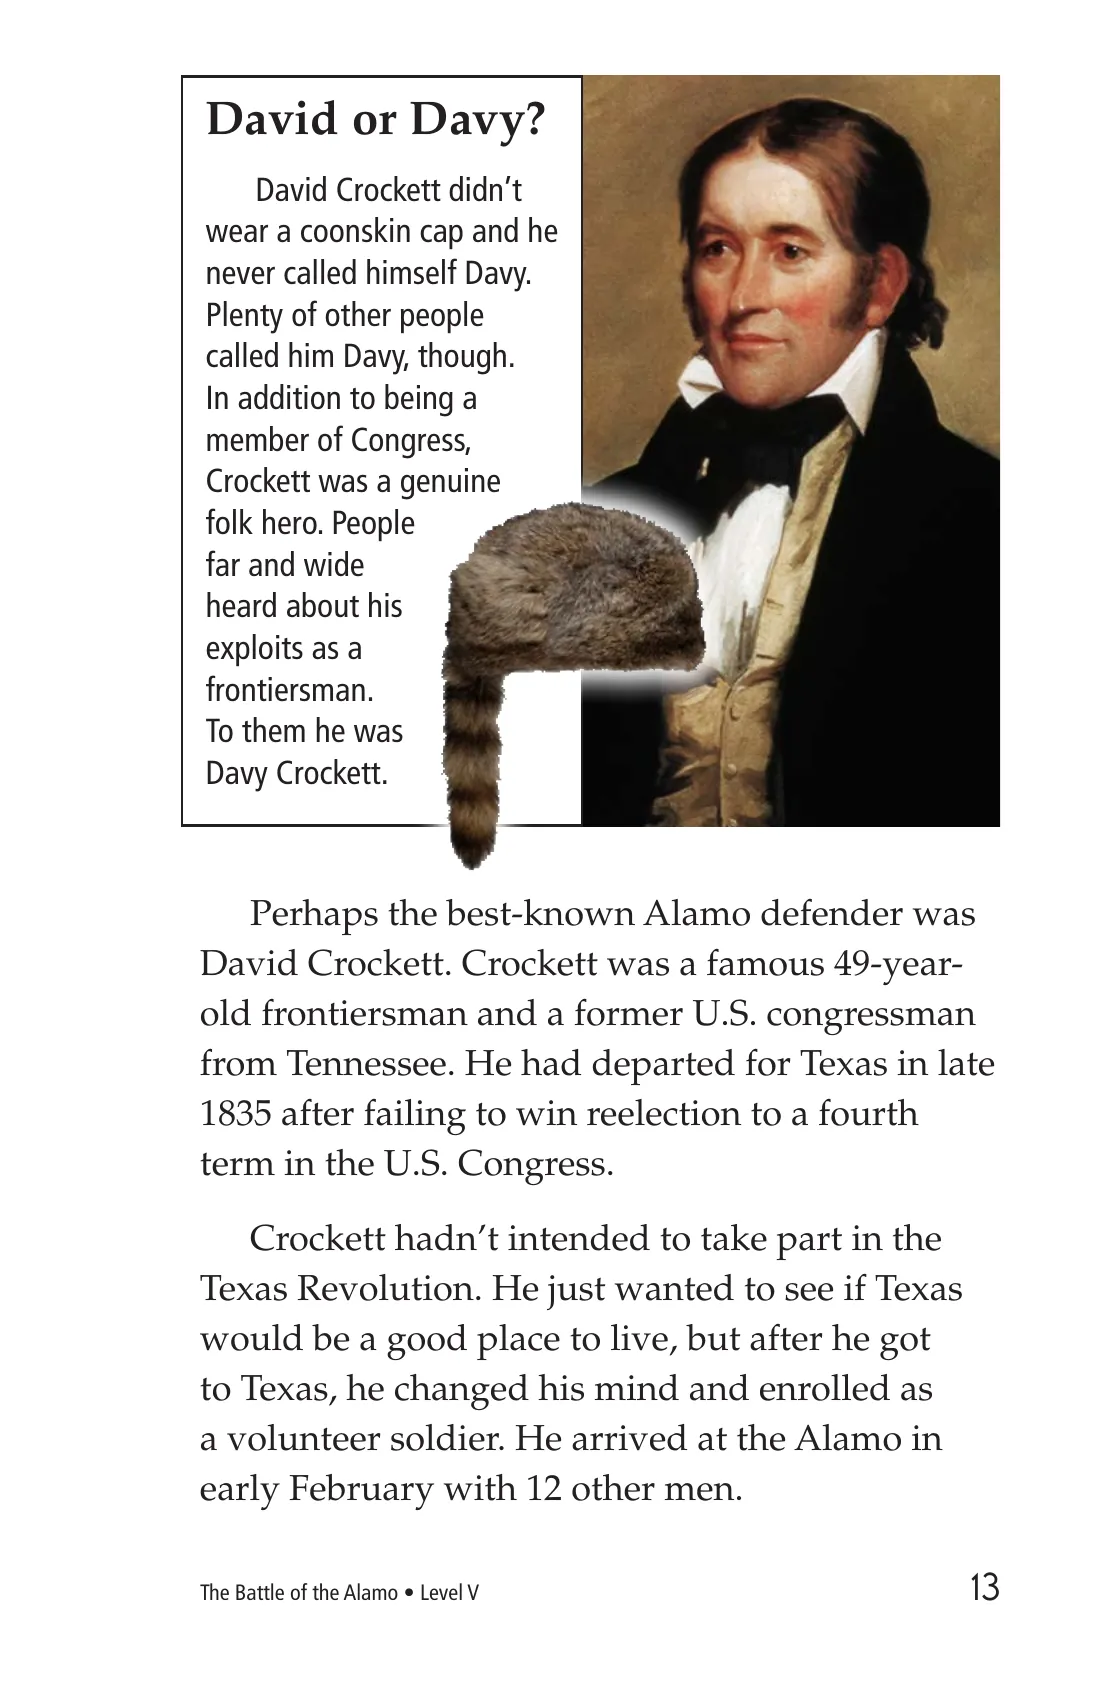 David or Davy?
David Crockett didn’t
wear a coonskin cap and he
never called himself Davy.
Plenty of other people
called him Davy, though.
In addition to being a
member of Congress,
Crockett was a genuine
folk hero. People
far and wide
heard about his
exploits as a
frontiersman.
To them he was
Davy Crockett.
Perhaps the best-known Alamo defender was
David Crockett. Crockett was a famous 49-year-
old frontiersman and a former U.S. congressman
from Tennessee. He had departed for Texas in late
1835 after failing to win reelection to a fourth
term in the U.S. Congress.
Crockett hadn’t intended to take part in the
Texas Revolution. He just wanted to see if Texas
would be a good place to live, but after he got
to Texas, he changed his mind and enrolled as
a volunteer soldier. He arrived at the Alamo in
early February with 12 other men.
The Battle of the Alamo • Level V
13